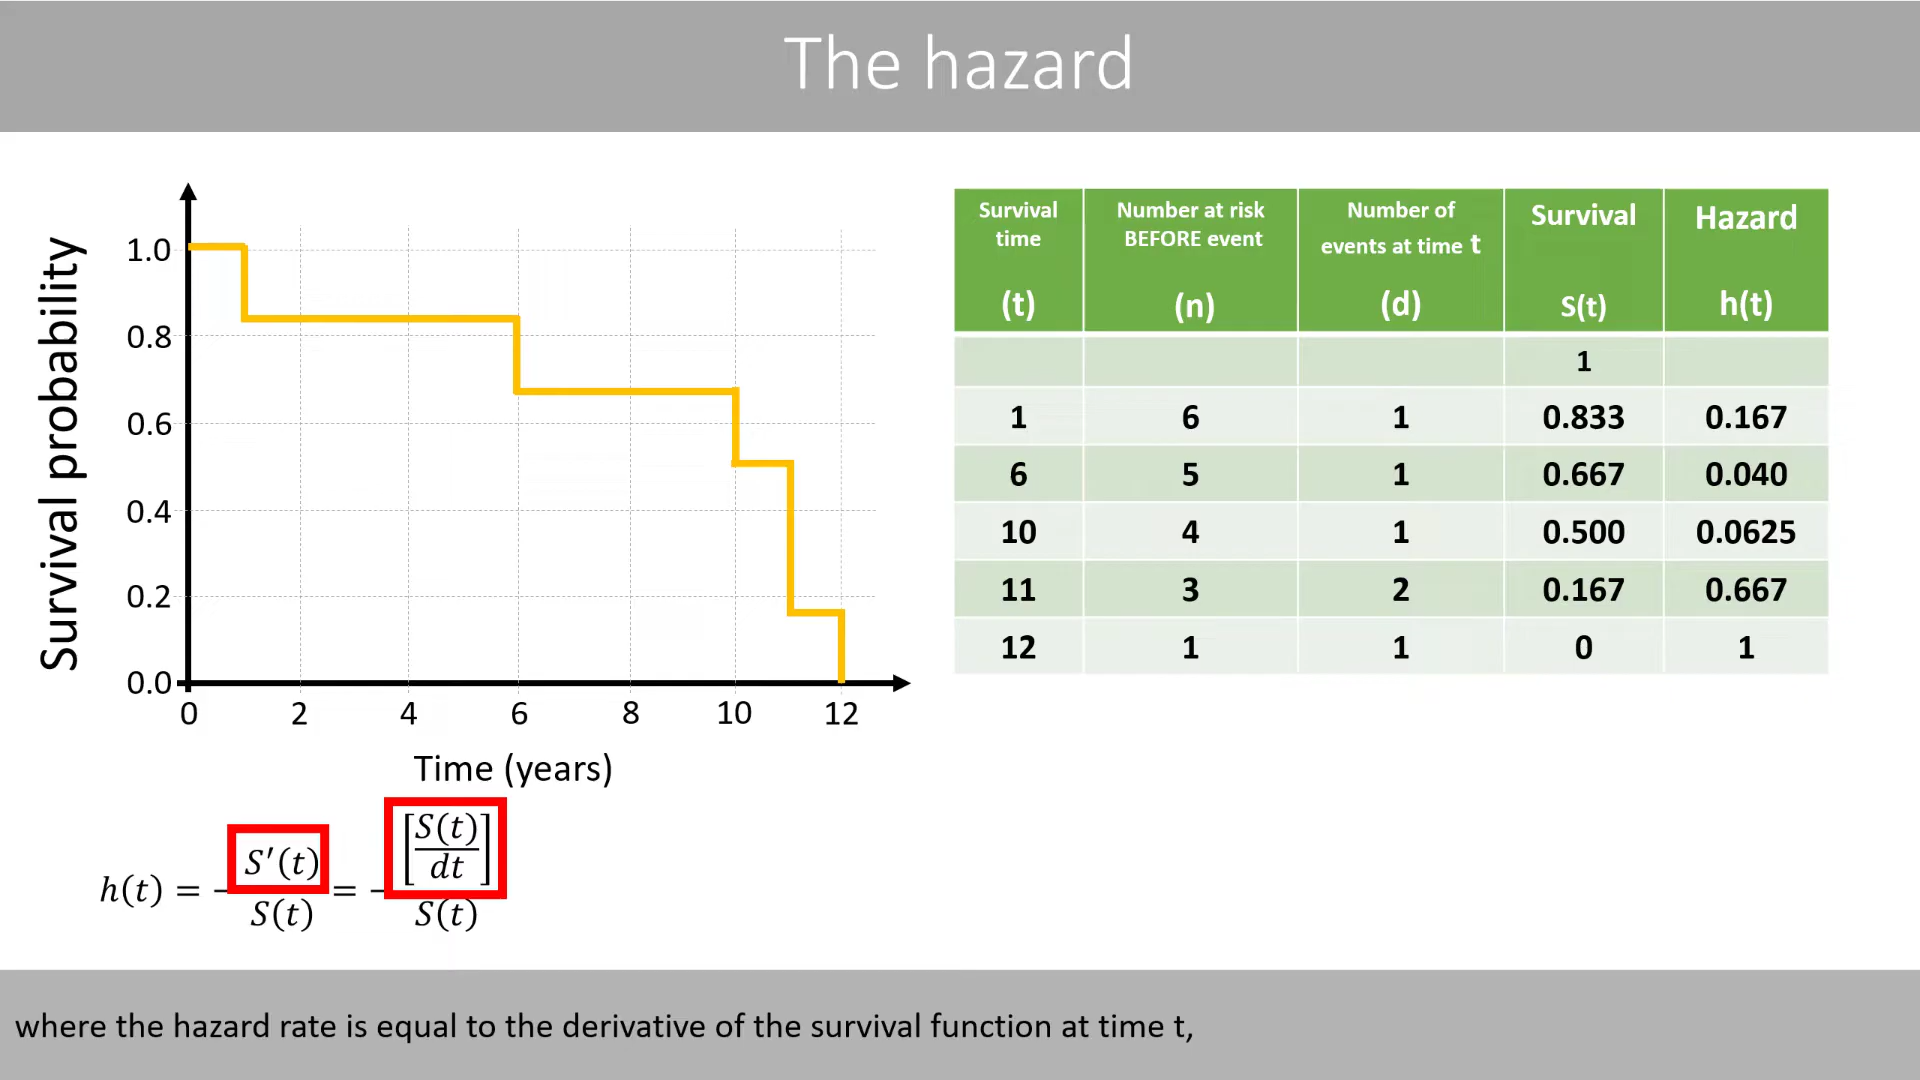 The hazard
Survival probability
1.0
0.8
0.6
0.4
0.2
0.0
0 2 4 6 8 10 12
Time (years)
Survival time (t) Number at risk BEFORE event (n) Number of events at time t (d) Survival S(t) Hazard h(t)
1
1 6 1 0.833 0.167
6 5 1 0.667 0.040
10 4 1 0.500 0.0625
11 3 2 0.167 0.667
12 1 1 0 1
h(t) = -S′(t)/S(t) = -[S(t)/dt]/S(t)
where the hazard rate is equal to the derivative of the survival function at time t,